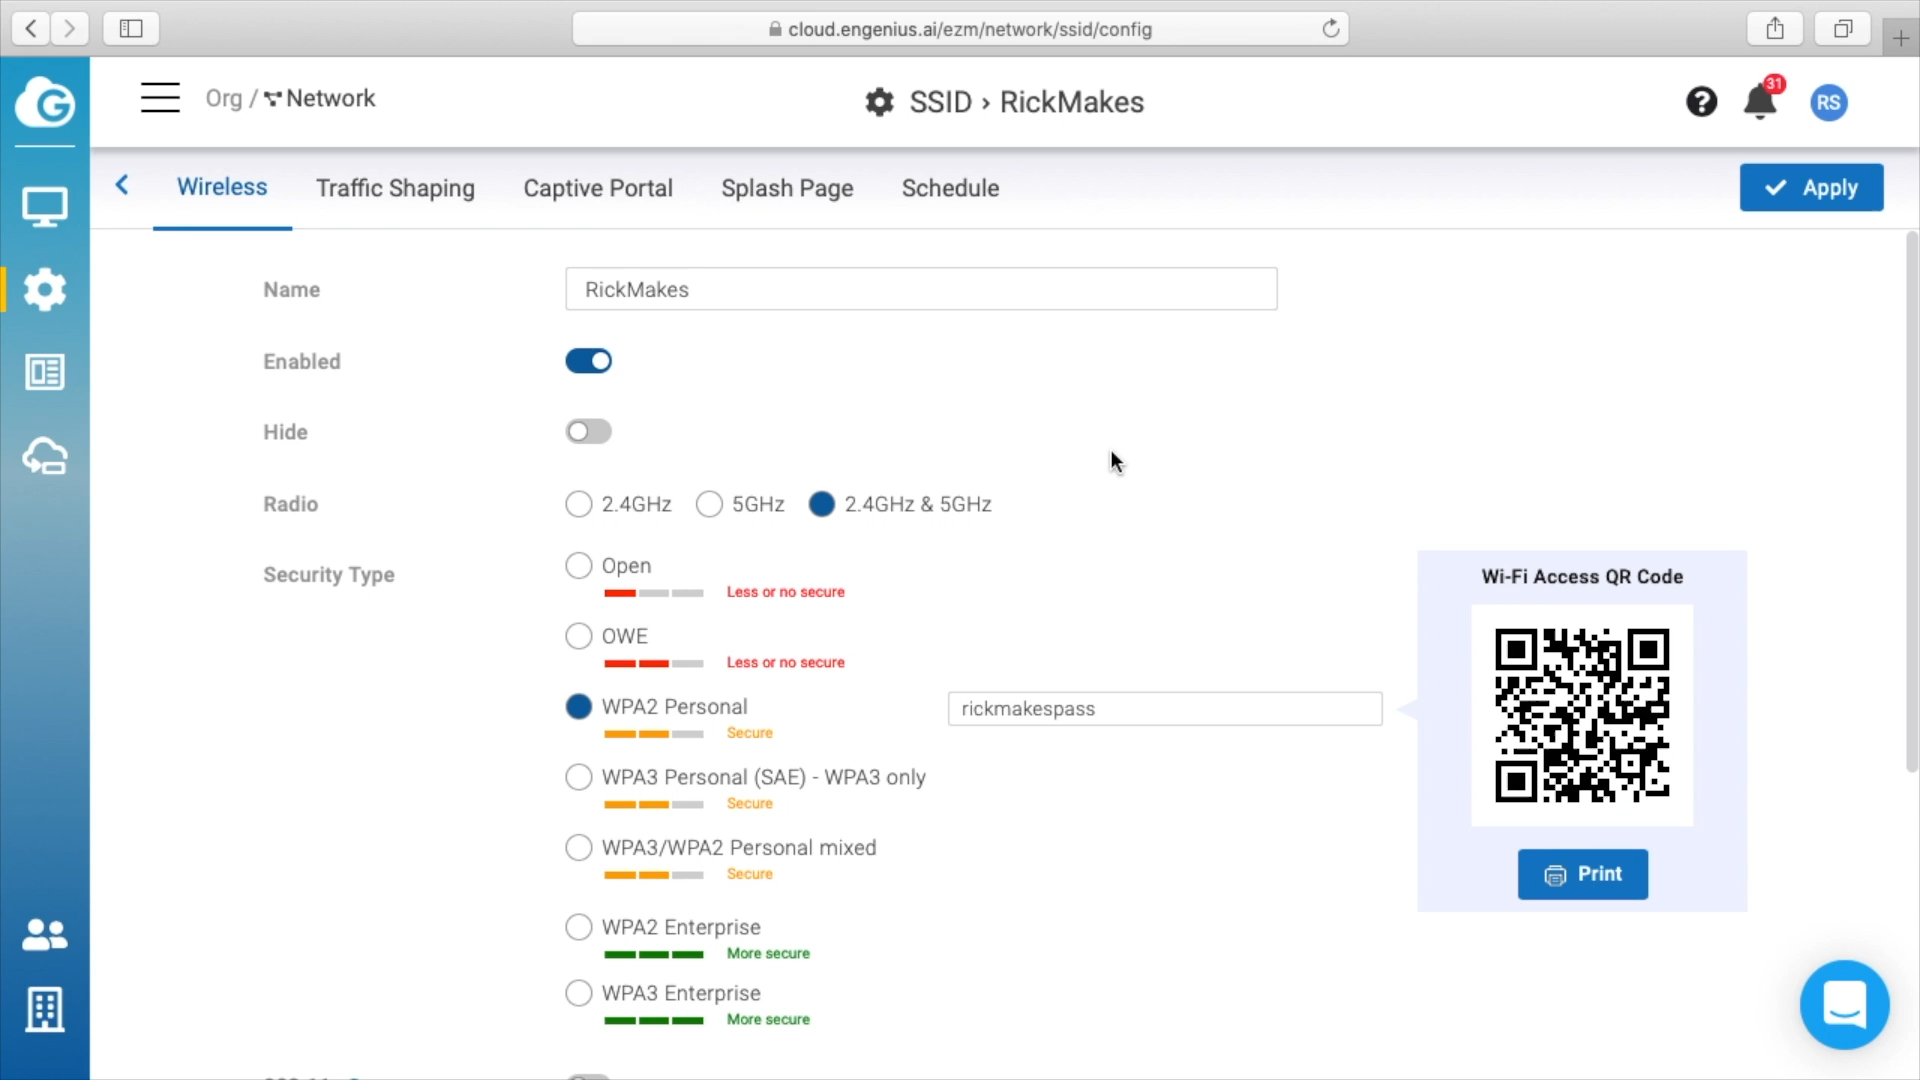 cloud.engenius.ai/ezm/network/ssid/config
Org / Network
SSID › RickMakes
31
RS
Wireless
Traffic Shaping
Captive Portal
Splash Page
Schedule
Apply
Name
RickMakes
Enabled
Hide
Radio
2.4GHz
5GHz
2.4GHz & 5GHz
Security Type
Open
Less or no secure
OWE
Less or no secure
WPA2 Personal
rickmakespass
Secure
WPA3 Personal (SAE) - WPA3 only
Secure
WPA3/WPA2 Personal mixed
Secure
WPA2 Enterprise
More secure
WPA3 Enterprise
More secure
Wi-Fi Access QR Code
Print